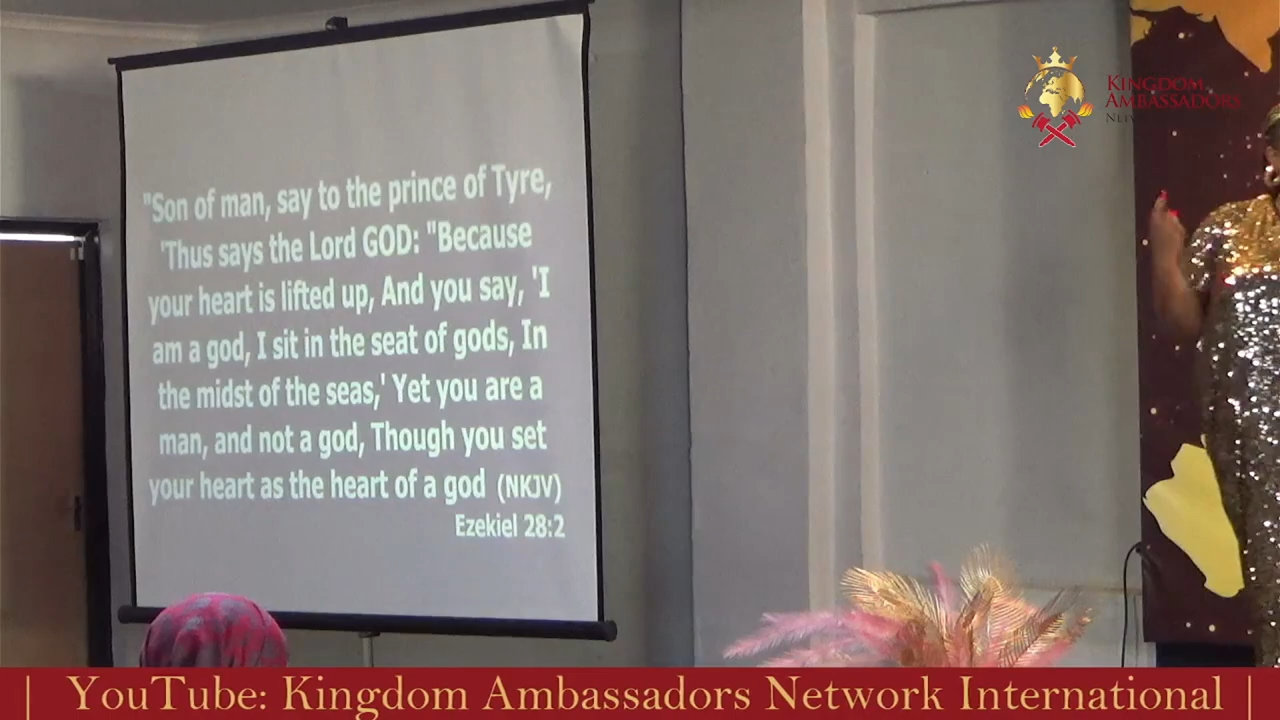 "Son of man, say to the prince of Tyre,
'Thus says the Lord GOD: "Because
your heart is lifted up, And you say, 'I
am a god, I sit in the seat of gods, In
the midst of the seas,' Yet you are a
man, and not a god, Though you set
your heart as the heart of a god (NKJV)
Ezekiel 28:2
KINGDOM
AMBASSADORS
| YouTube: Kingdom Ambassadors Network International |